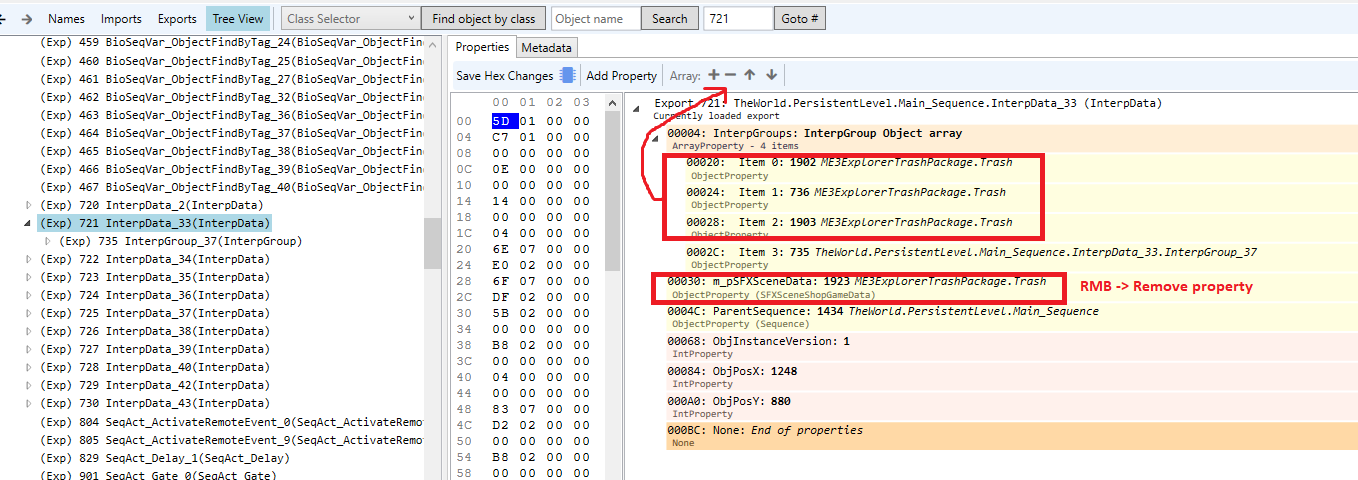 Names Imports Exports Tree View Class Selector Find object by class Object name Search 721 Goto #
(Exp) 459 BioSeqVar_ObjectFindByTag_24(BioSeqVar_ObjectFin
(Exp) 460 BioSeqVar_ObjectFindByTag_25(BioSeqVar_ObjectFin
(Exp) 461 BioSeqVar_ObjectFindByTag_27(BioSeqVar_ObjectFin
(Exp) 462 BioSeqVar_ObjectFindByTag_32(BioSeqVar_ObjectFin
(Exp) 463 BioSeqVar_ObjectFindByTag_36(BioSeqVar_ObjectFin
(Exp) 464 BioSeqVar_ObjectFindByTag_37(BioSeqVar_ObjectFin
(Exp) 465 BioSeqVar_ObjectFindByTag_38(BioSeqVar_ObjectFin
(Exp) 466 BioSeqVar_ObjectFindByTag_39(BioSeqVar_ObjectFin
(Exp) 467 BioSeqVar_ObjectFindByTag_40(BioSeqVar_ObjectFin
(Exp) 720 InterpData_2(InterpData)
(Exp) 721 InterpData_33(InterpData)
(Exp) 735 InterpGroup_37(InterpGroup)
(Exp) 722 InterpData_34(InterpData)
(Exp) 723 InterpData_35(InterpData)
(Exp) 724 InterpData_36(InterpData)
(Exp) 725 InterpData_37(InterpData)
(Exp) 726 InterpData_38(InterpData)
(Exp) 727 InterpData_39(InterpData)
(Exp) 728 InterpData_40(InterpData)
(Exp) 729 InterpData_42(InterpData)
(Exp) 730 InterpData_43(InterpData)
(Exp) 804 SeqAct_ActivateRemoteEvent_0(SeqAct_ActivateRemot
(Exp) 805 SeqAct_ActivateRemoteEvent_9(SeqAct_ActivateRemot
(Exp) 829 SeqAct_Delay_1(SeqAct_Delay)
(Exp) 901 SeqAct_Gate_0(SeqAct_Gate)
Properties Metadata
Save Hex Changes Add Property Array:
00 01 02 03
00 5D 01 00 00
04 C7 01 00 00
08 00 00 00 00
0C 0E 00 00 00
10 00 00 00 00
14 14 00 00 00
18 00 00 00 00
1C 04 00 00 00
20 6E 07 00 00
24 E0 02 00 00
28 6F 07 00 00
2C DF 02 00 00
30 5B 02 00 00
34 00 00 00 00
38 B8 02 00 00
3C 00 00 00 00
40 04 00 00 00
44 00 00 00 00
48 83 07 00 00
4C D2 02 00 00
50 00 00 00 00
54 B8 02 00 00
58 00 00 00 00
Export 721: TheWorld.PersistentLevel.Main_Sequence.InterpData_33 (InterpData)
Currently loaded export
00004: InterpGroups: InterpGroup Object array
ArrayProperty - 4 items
00020: Item 0: 1902 ME3ExplorerTrashPackage.Trash
ObjectProperty
00024: Item 1: 736 ME3ExplorerTrashPackage.Trash
ObjectProperty
00028: Item 2: 1903 ME3ExplorerTrashPackage.Trash
ObjectProperty
0002C: Item 3: 735 TheWorld.PersistentLevel.Main_Sequence.InterpData_33.InterpGroup_37
ObjectProperty
00030: m_pSFXSceneData: 1923 ME3ExplorerTrashPackage.Trash
ObjectProperty (SFXSceneShopGameData)
RMB -> Remove property
0004C: ParentSequence: 1434 TheWorld.PersistentLevel.Main_Sequence
ObjectProperty (Sequence)
00068: ObjInstanceVersion: 1
IntProperty
00084: ObjPosX: 1248
IntProperty
000A0: ObjPosY: 880
IntProperty
000BC: None: End of properties
None